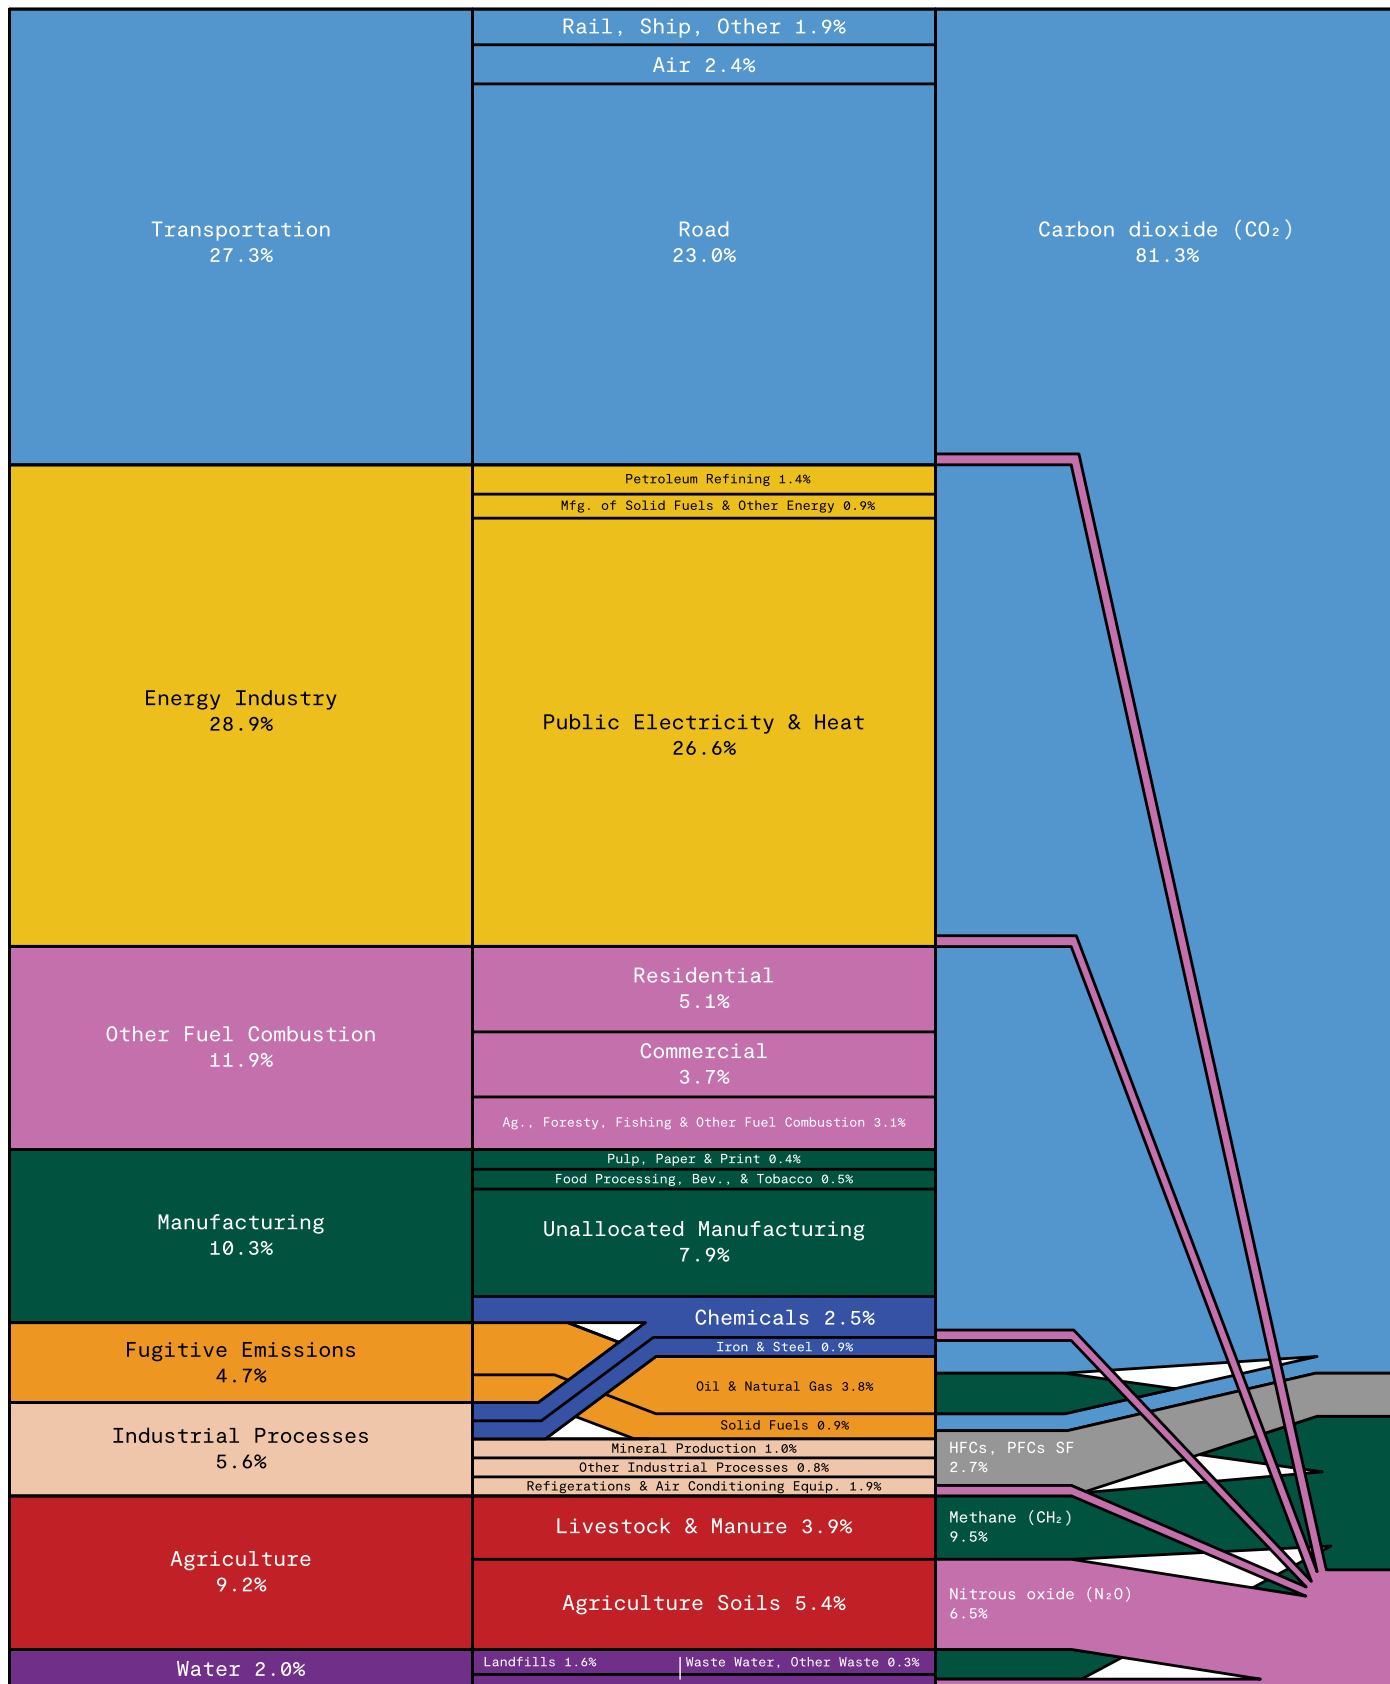 Rail, Ship, Other 1.9%
Air 2.4%
Transportation
27.3%
Road
23.0%
Carbon dioxide (CO₂)
81.3%
Petroleum Refining 1.4%
Mfg. of Solid Fuels & Other Energy 0.9%
Energy Industry
28.9%
Public Electricity & Heat
26.6%
Residential
5.1%
Other Fuel Combustion
11.9%
Commercial
3.7%
Ag., Foresty, Fishing & Other Fuel Combustion 3.1%
Pulp, Paper & Print 0.4%
Food Processing, Bev., & Tobacco 0.5%
Manufacturing
10.3%
Unallocated Manufacturing
7.9%
Chemicals 2.5%
Iron & Steel 0.9%
Fugitive Emissions
4.7%
Oil & Natural Gas 3.8%
Solid Fuels 0.9%
Industrial Processes
5.6%
Mineral Production 1.0%
Other Industrial Processes 0.8%
Refigerations & Air Conditioning Equip. 1.9%
HFCs, PFCs SF
2.7%
Livestock & Manure 3.9%
Methane (CH₂)
9.5%
Agriculture
9.2%
Agriculture Soils 5.4%
Nitrous oxide (N₂O)
6.5%
Water 2.0%
Landfills 1.6%
Waste Water, Other Waste 0.3%